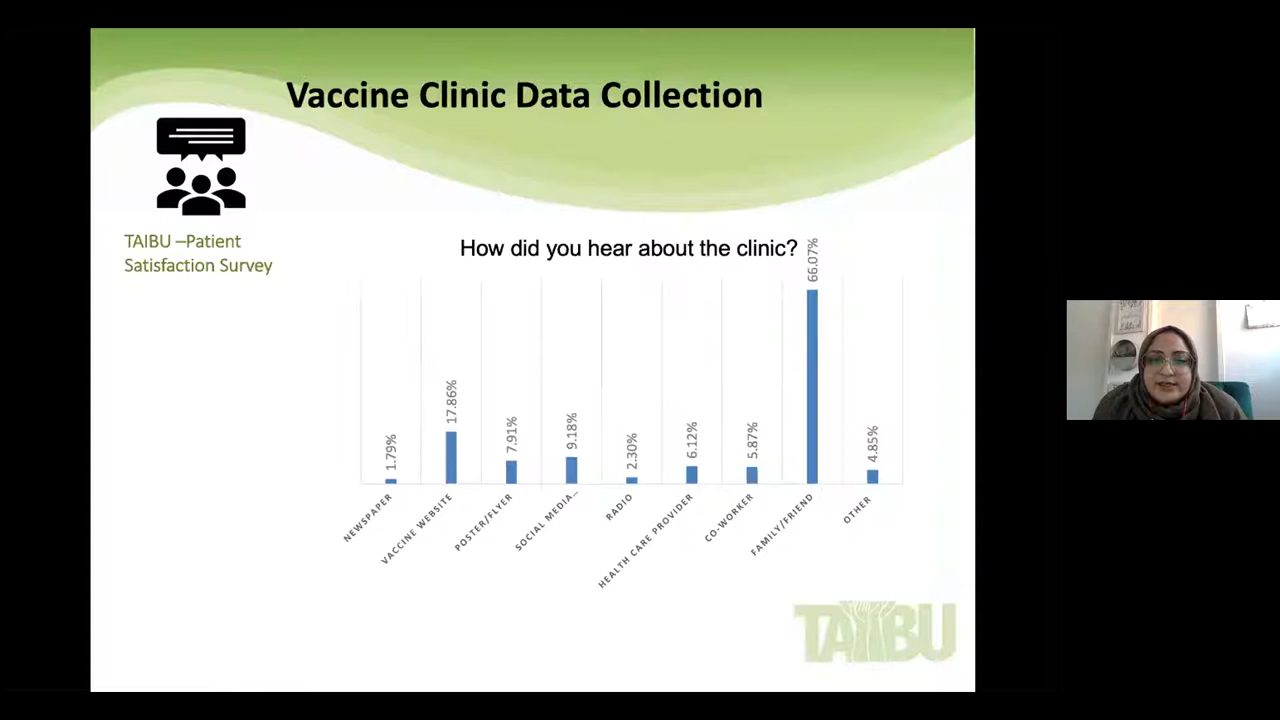 Vaccine Clinic Data Collection
TAIBU –Patient
Satisfaction Survey
How did you hear about the clinic?
1.79%
17.86%
7.91%
9.18%
2.30%
6.12%
5.87%
66.07%
4.85%
NEWSPAPER
VACCINE WEBSITE
POSTER/FLYER
SOCIAL MEDIA…
RADIO
HEALTH CARE PROVIDER
CO-WORKER
FAMILY/FRIEND
OTHER
TAIBU